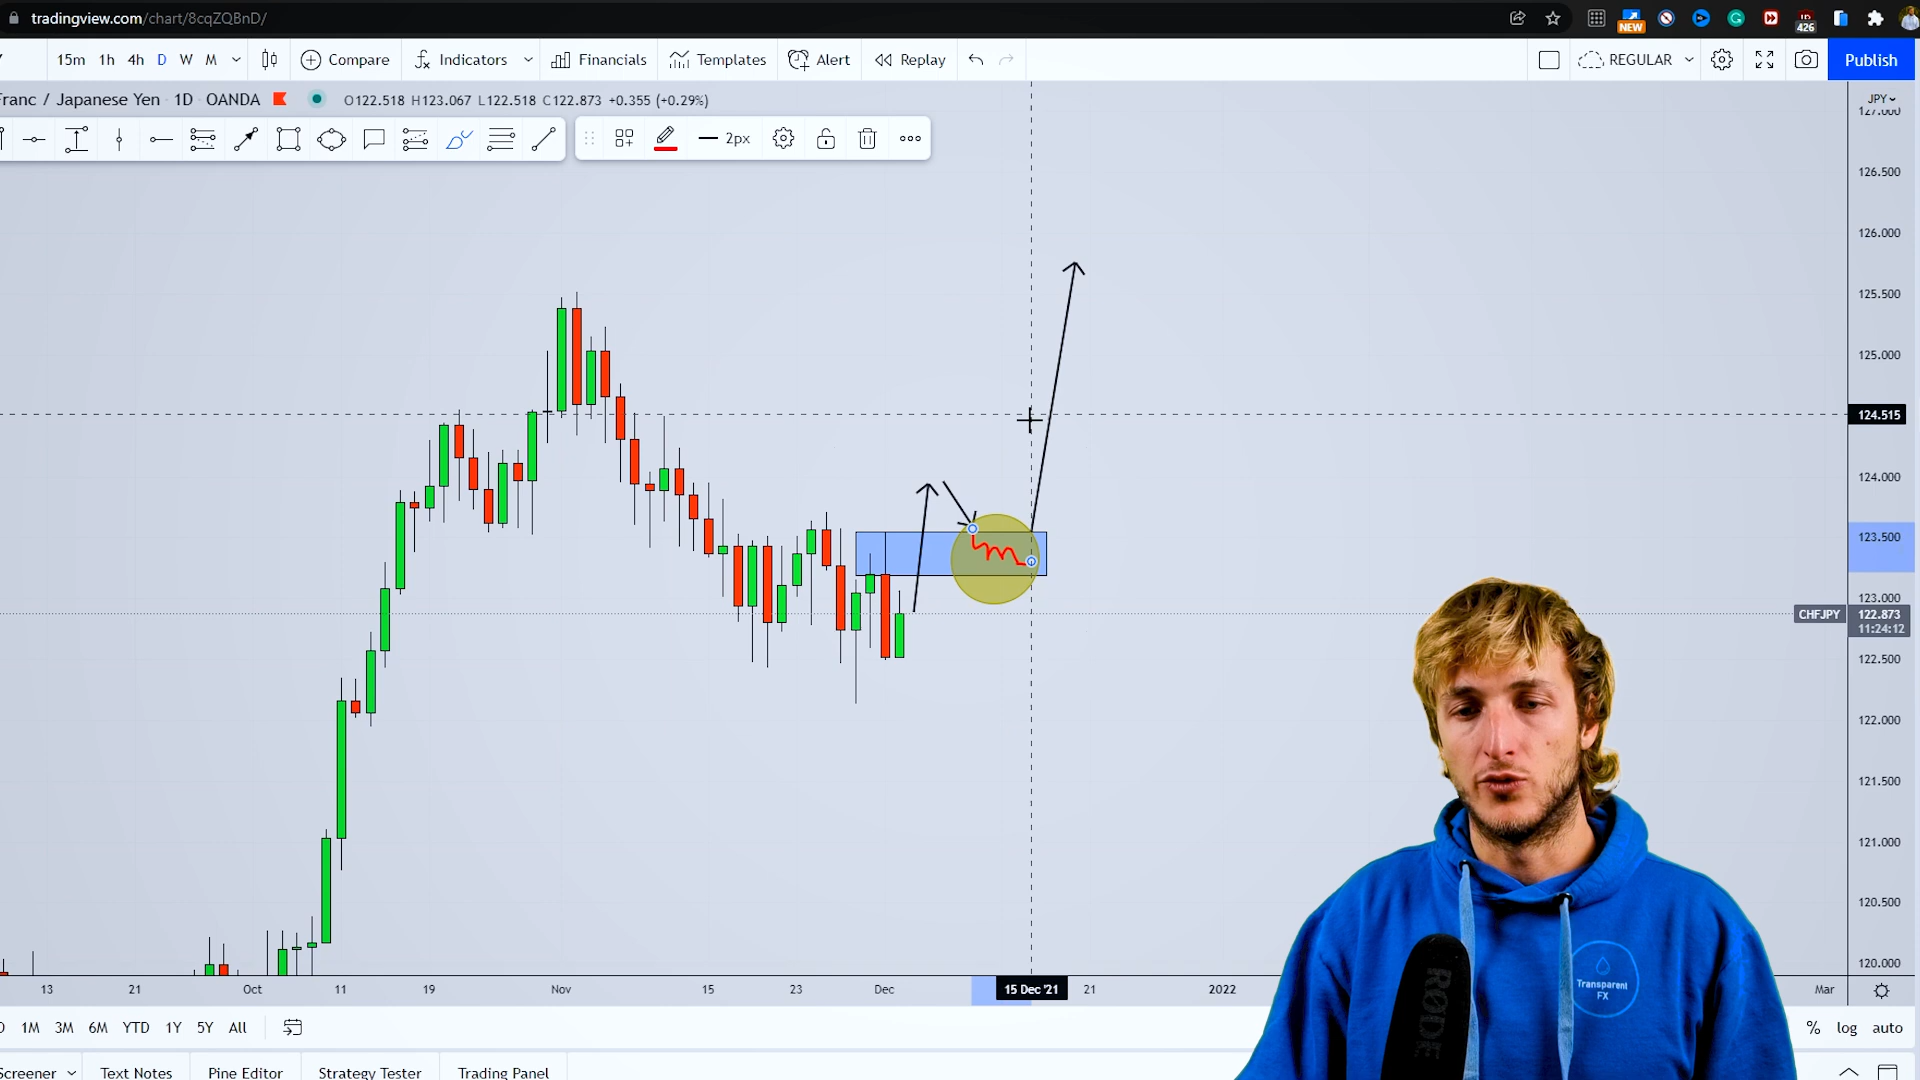 tradingview.com/chart/8cqZQBnD/
NEW
426
15m 1h 4h D W M Compare Indicators Financials Templates Alert Replay REGULAR Publish
Franc / Japanese Yen 1D OANDA O122.518 H123.067 L122.518 C122.873 +0.355 (+0.29%)
JPY
2px
127.000
126.500
126.000
125.500
125.000
124.515
124.000
123.500
123.000
CHFJPY 122.873
11:24:12
122.500
122.000
121.500
121.000
120.500
120.000
RØDE
Transparent
FX
13 21 Oct 11 19 Nov 15 23 Dec 15 Dec '21 21 2022 Mar
1M 3M 6M YTD 1Y 5Y All % log auto
Screener Text Notes Pine Editor Strategy Tester Trading Panel